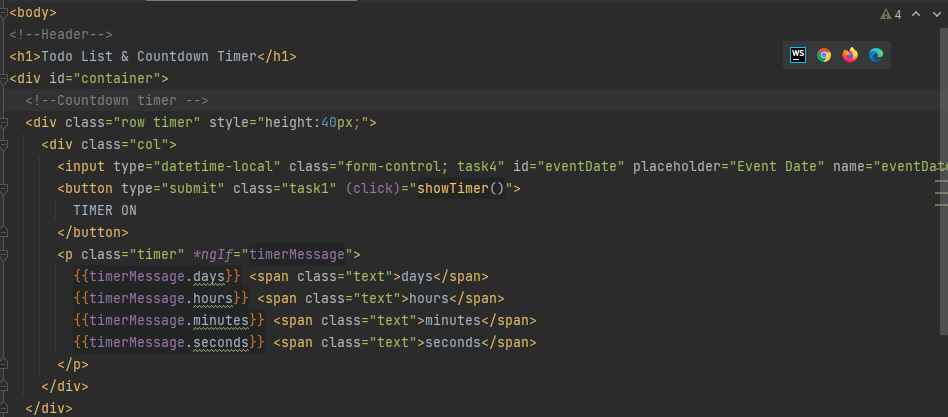 <body>
4
<!--Header-->
<h1>Todo List & Countdown Timer</h1>
WS
<div id="container">
<!--Countdown timer -->
<div class="row timer" style="height:40px;">
<div class="col">
<input type="datetime-local" class="form-control; task4" id="eventDate" placeholder="Event Date" name="eventDate
<button type="submit" class="task1" (click)="showTimer()">
TIMER ON
</button>
<p class="timer" *ngIf="timerMessage">
{{timerMessage.days}} <span class="text">days</span>
{{timerMessage.hours}} <span class="text">hours</span>
{{timerMessage.minutes}} <span class="text">minutes</span>
{{timerMessage.seconds}} <span class="text">seconds</span>
</p>
</div>
</div>